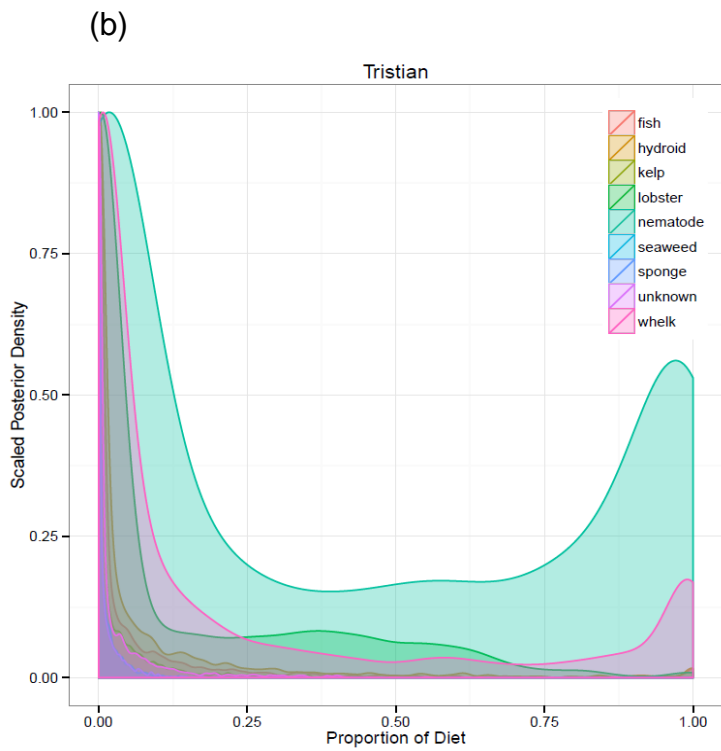 (b)
Tristian
1.00
0.75
0.50
0.25
0.00
Scaled Posterior Density
fish
hydroid
kelp
lobster
nematode
seaweed
sponge
unknown
whelk
0.00 0.25 0.50 0.75 1.00
Proportion of Diet